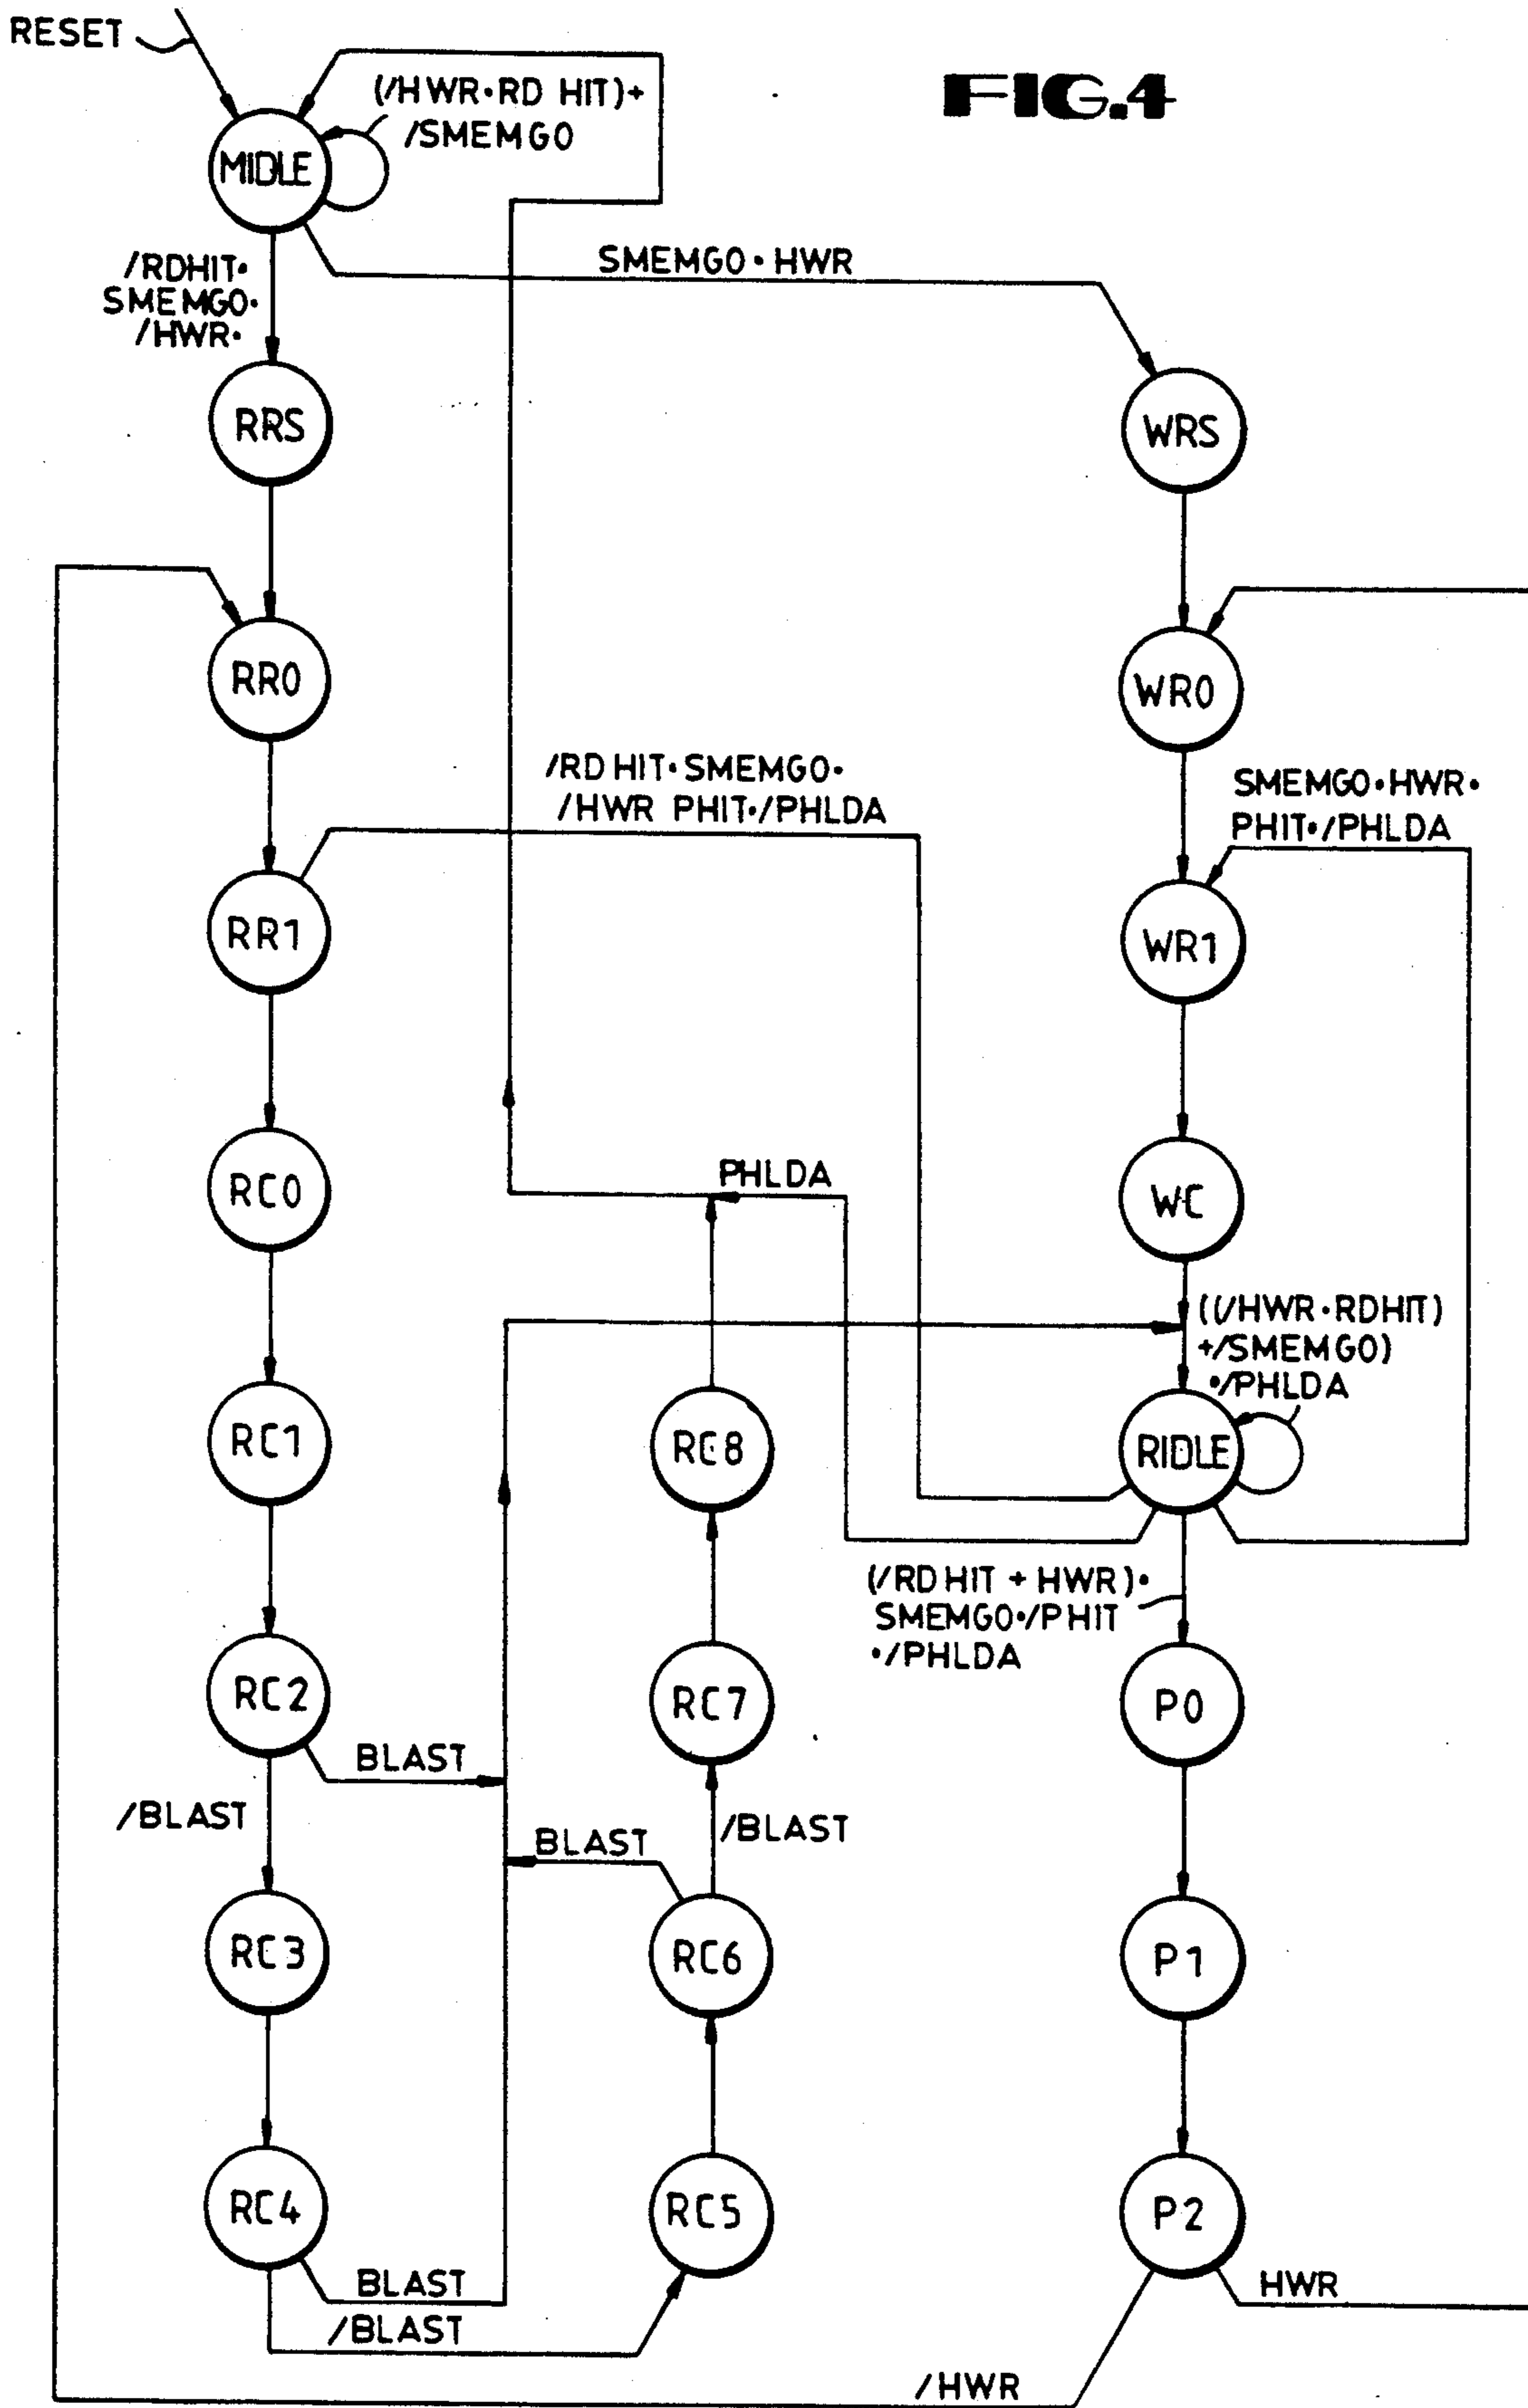 RESET
FIG.4
(/HWR•RD HIT)+
/SMEMGO
MIDLE
SMEMGO•HWR
/RDHIT•
SMEMGO•
/HWR•
RRS
WRS
RR0
WR0
/RD HIT•SMEMGO•
/HWR PHIT•/PHLDA
SMEMGO•HWR•
PHIT•/PHLDA
RR1
WR1
RC0
PHLDA
WC
((/HWR•RDHIT)
+/SMEMGO)
•/PHLDA
RC1
RC8
RIDLE
(/RD HIT + HWR)•
SMEMGO•/PHIT
•/PHLDA
RC2
RC7
P0
BLAST
/BLAST
BLAST
/BLAST
RC3
RC6
P1
RC4
RC5
P2
BLAST
HWR
/BLAST
/HWR